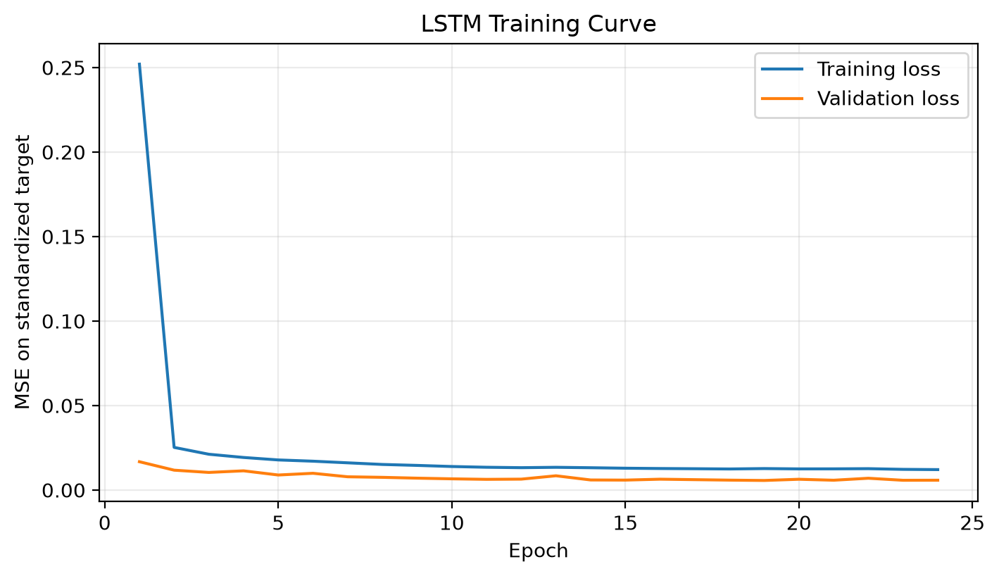 LSTM Training Curve
Training loss
Validation loss
MSE on standardized target
0.25
0.20
0.15
0.10
0.05
0.00
0 5 10 15 20 25
Epoch